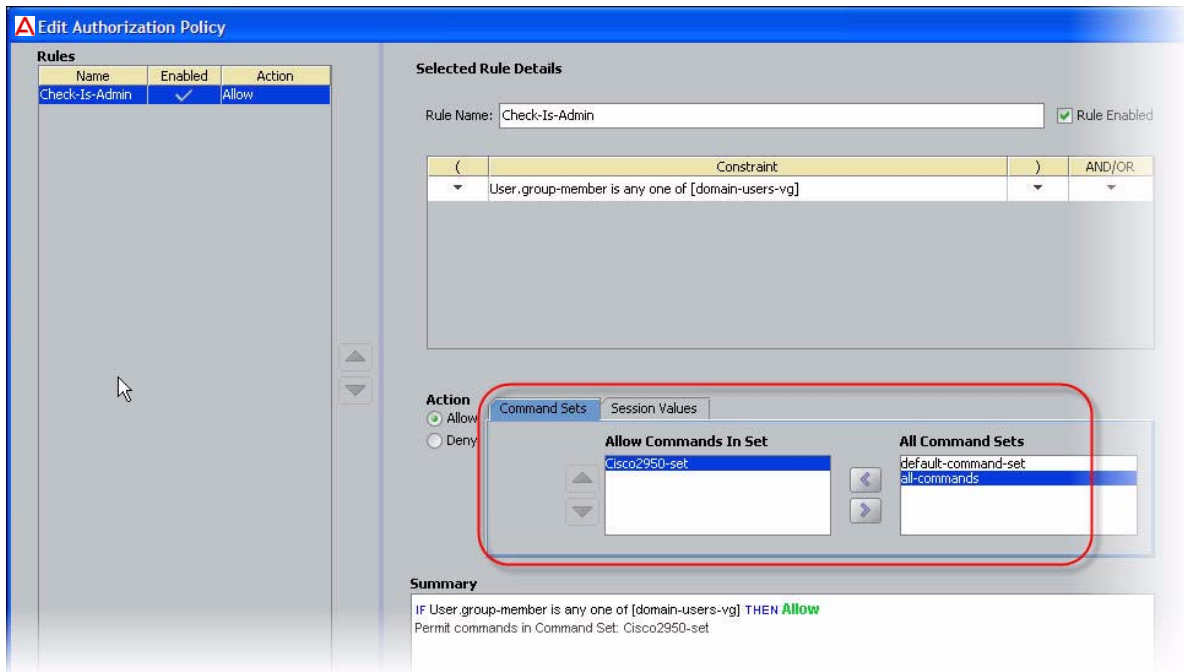 Edit Authorization Policy
Rules
Name Enabled Action
Check-Is-Admin Allow
Selected Rule Details
Rule Name: Check-Is-Admin Rule Enabled
( Constraint ) AND/OR
User.group-member is any one of [domain-users-vg]
Action
Allow
Deny
Command Sets Session Values
Allow Commands In Set
Cisco2950-set
All Command Sets
default-command-set
all-commands
Summary
IF User.group-member is any one of [domain-users-vg] THEN Allow
Permit commands in Command Set: Cisco2950-set